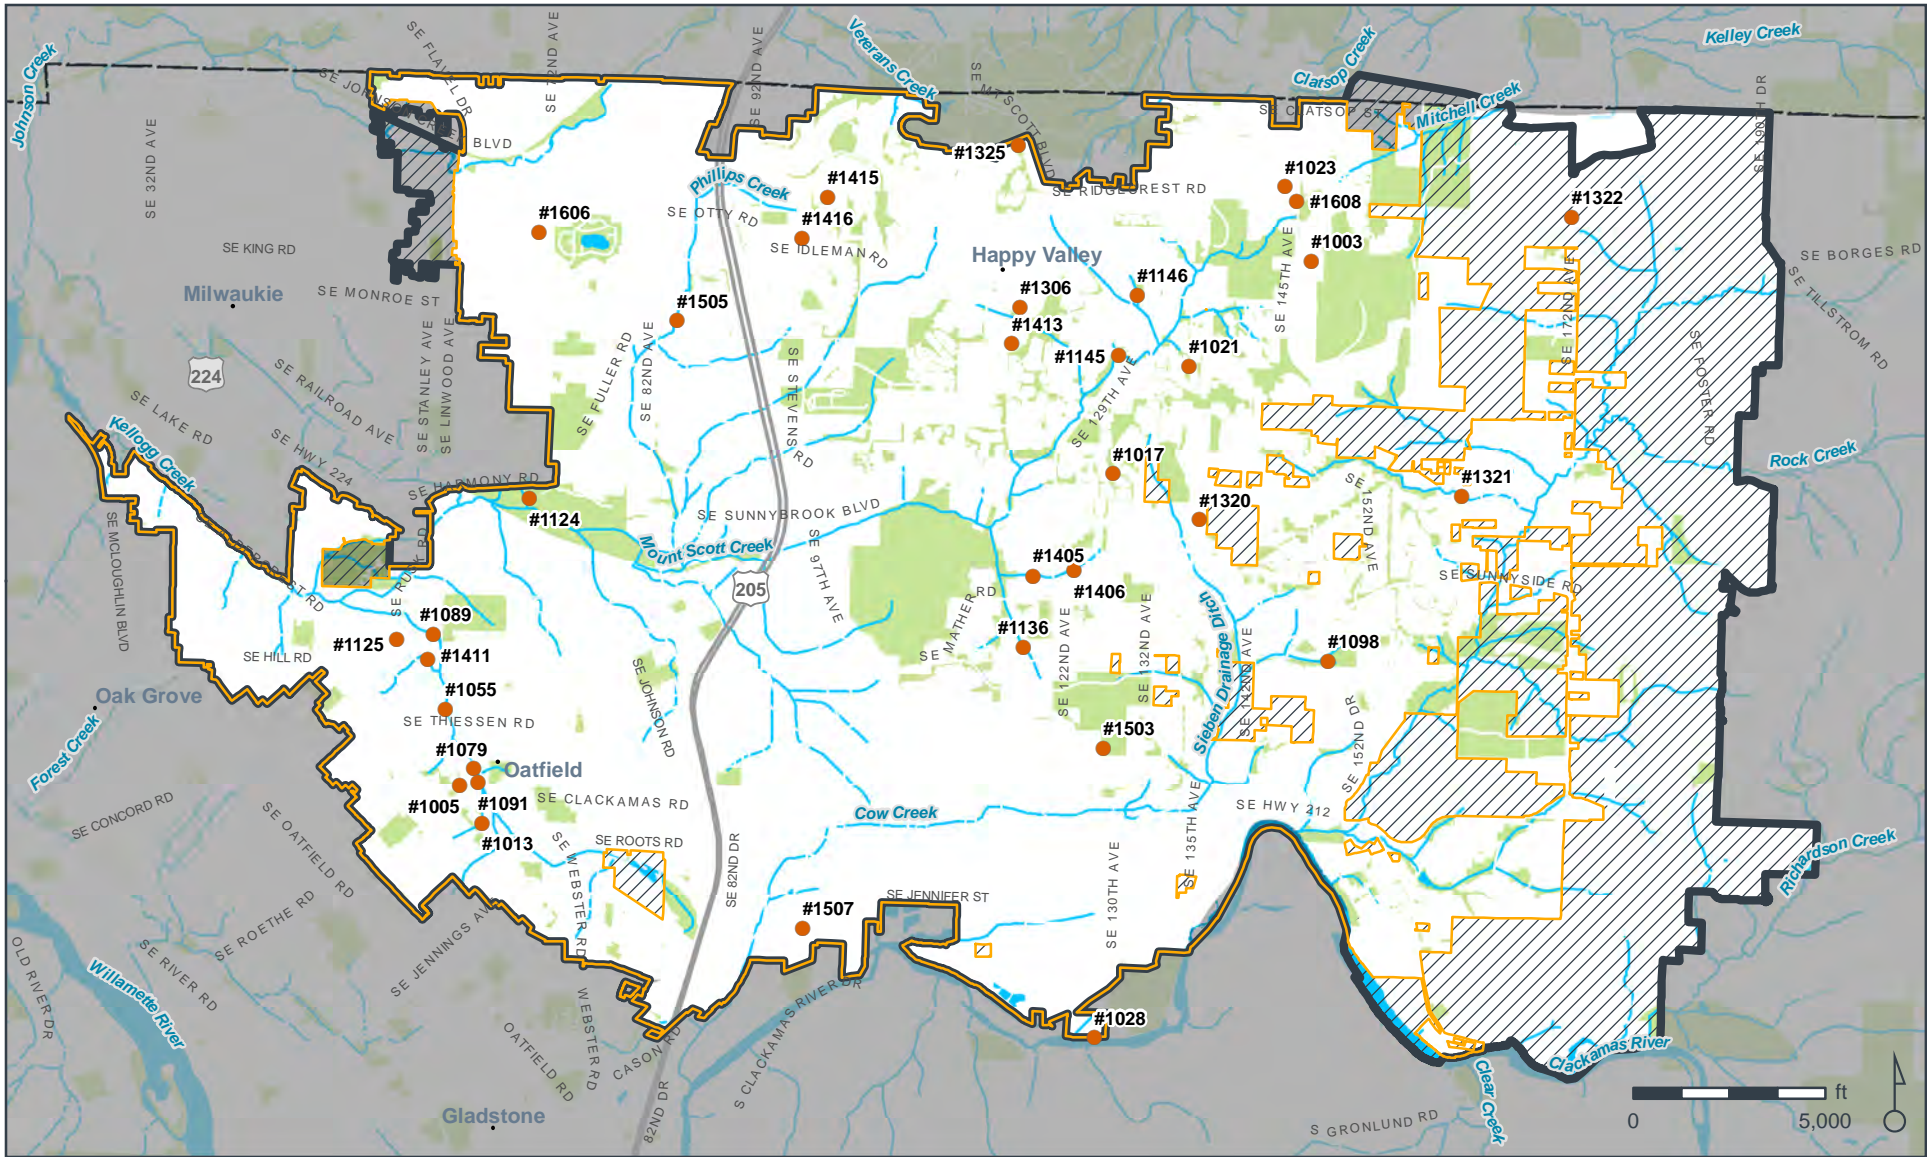 Kelley Creek
Veterans Creek
Clatsop Creek
Johnson Creek
SE FLAVEL DR
SE 72ND AVE
SE 92ND AVE
SE MT SCOTT BLVD
SE 190TH DR
SE CLATSOP ST
Mitchell Creek
BLVD
SE 32ND AVE
#1325
#1415
Phillips Creek
#1023
SE RIDGECREST RD
#1608
#1322
#1606
SE OTTY RD
#1416
SE IDLEMAN RD
#1003
SE KING RD
Happy Valley
SE BORGES RD
Milwaukie
SE MONROE ST
#1505
#1306
#1146
SE 145TH AVE
SE 172ND AVE
SE TILLSTROM RD
#1413
#1145
#1021
SE FULLER RD
SE 82ND AVE
SE STEVENS RD
SE STANLEY AVE
SE LINWOOD AVE
SE FOSTER RD
224
SE RAILROAD AVE
SE LAKE RD
SE 129TH AVE
Kellogg Creek
SE HWY 224
#1017
Rock Creek
SE HARMONY RD
#1321
SE 152ND AVE
#1320
#1124
SE SUNNYBROOK BLVD
Mount Scott Creek
SE MCLOUGHLIN BLVD
SE RUSK RD
SE 97TH AVE
#1405
#1406
SE SUNNYSIDE RD
205
#1089
#1125
#1411
SE HILL RD
SE MATHER RD
#1136
SE 122ND AVE
SE 132ND AVE
Sieben Drainage Ditch
SE 142ND AVE
#1098
Oak Grove
#1055
SE THIESSEN RD
SE JOHNSON RD
SE 152ND DR
Forest Creek
#1503
#1079
Oatfield
#1005
#1091
SE CLACKAMAS RD
SE CONCORD RD
SE OATFIELD RD
#1013
SE WEBSTER RD
SE ROOTS RD
Cow Creek
SE HWY 212
SE 135TH AVE
SE 130TH AVE
Richardson Creek
SE 82ND DR
SE JENNIFER ST
#1507
SE ROETHE RD
SE RIVER RD
SE JENNINGS AVE
OLD RIVER DR
Willamette River
WEBSTER RD
OATFIELD RD
CASON RD
S CLACKAMAS RIVER DR
#1028
Clackamas River
Clear Creek
82ND DR
Gladstone
S GRONLUND RD
ft
0 5,000